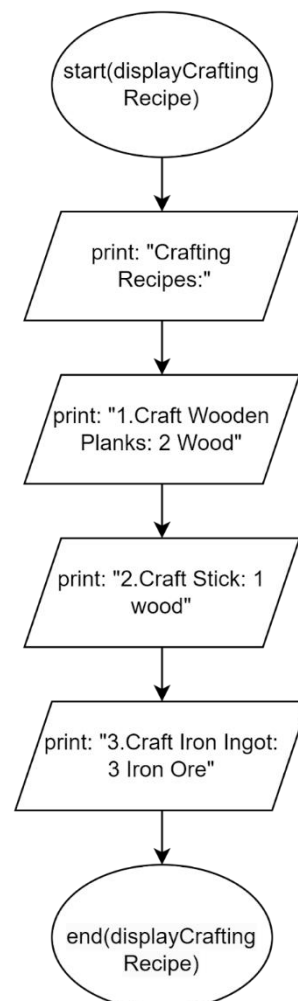 start(displayCrafting
Recipe)
print: "Crafting
Recipes:"
print: "1.Craft Wooden
Planks: 2 Wood"
print: "2.Craft Stick: 1
wood"
print: "3.Craft Iron Ingot:
3 Iron Ore"
end(displayCrafting
Recipe)